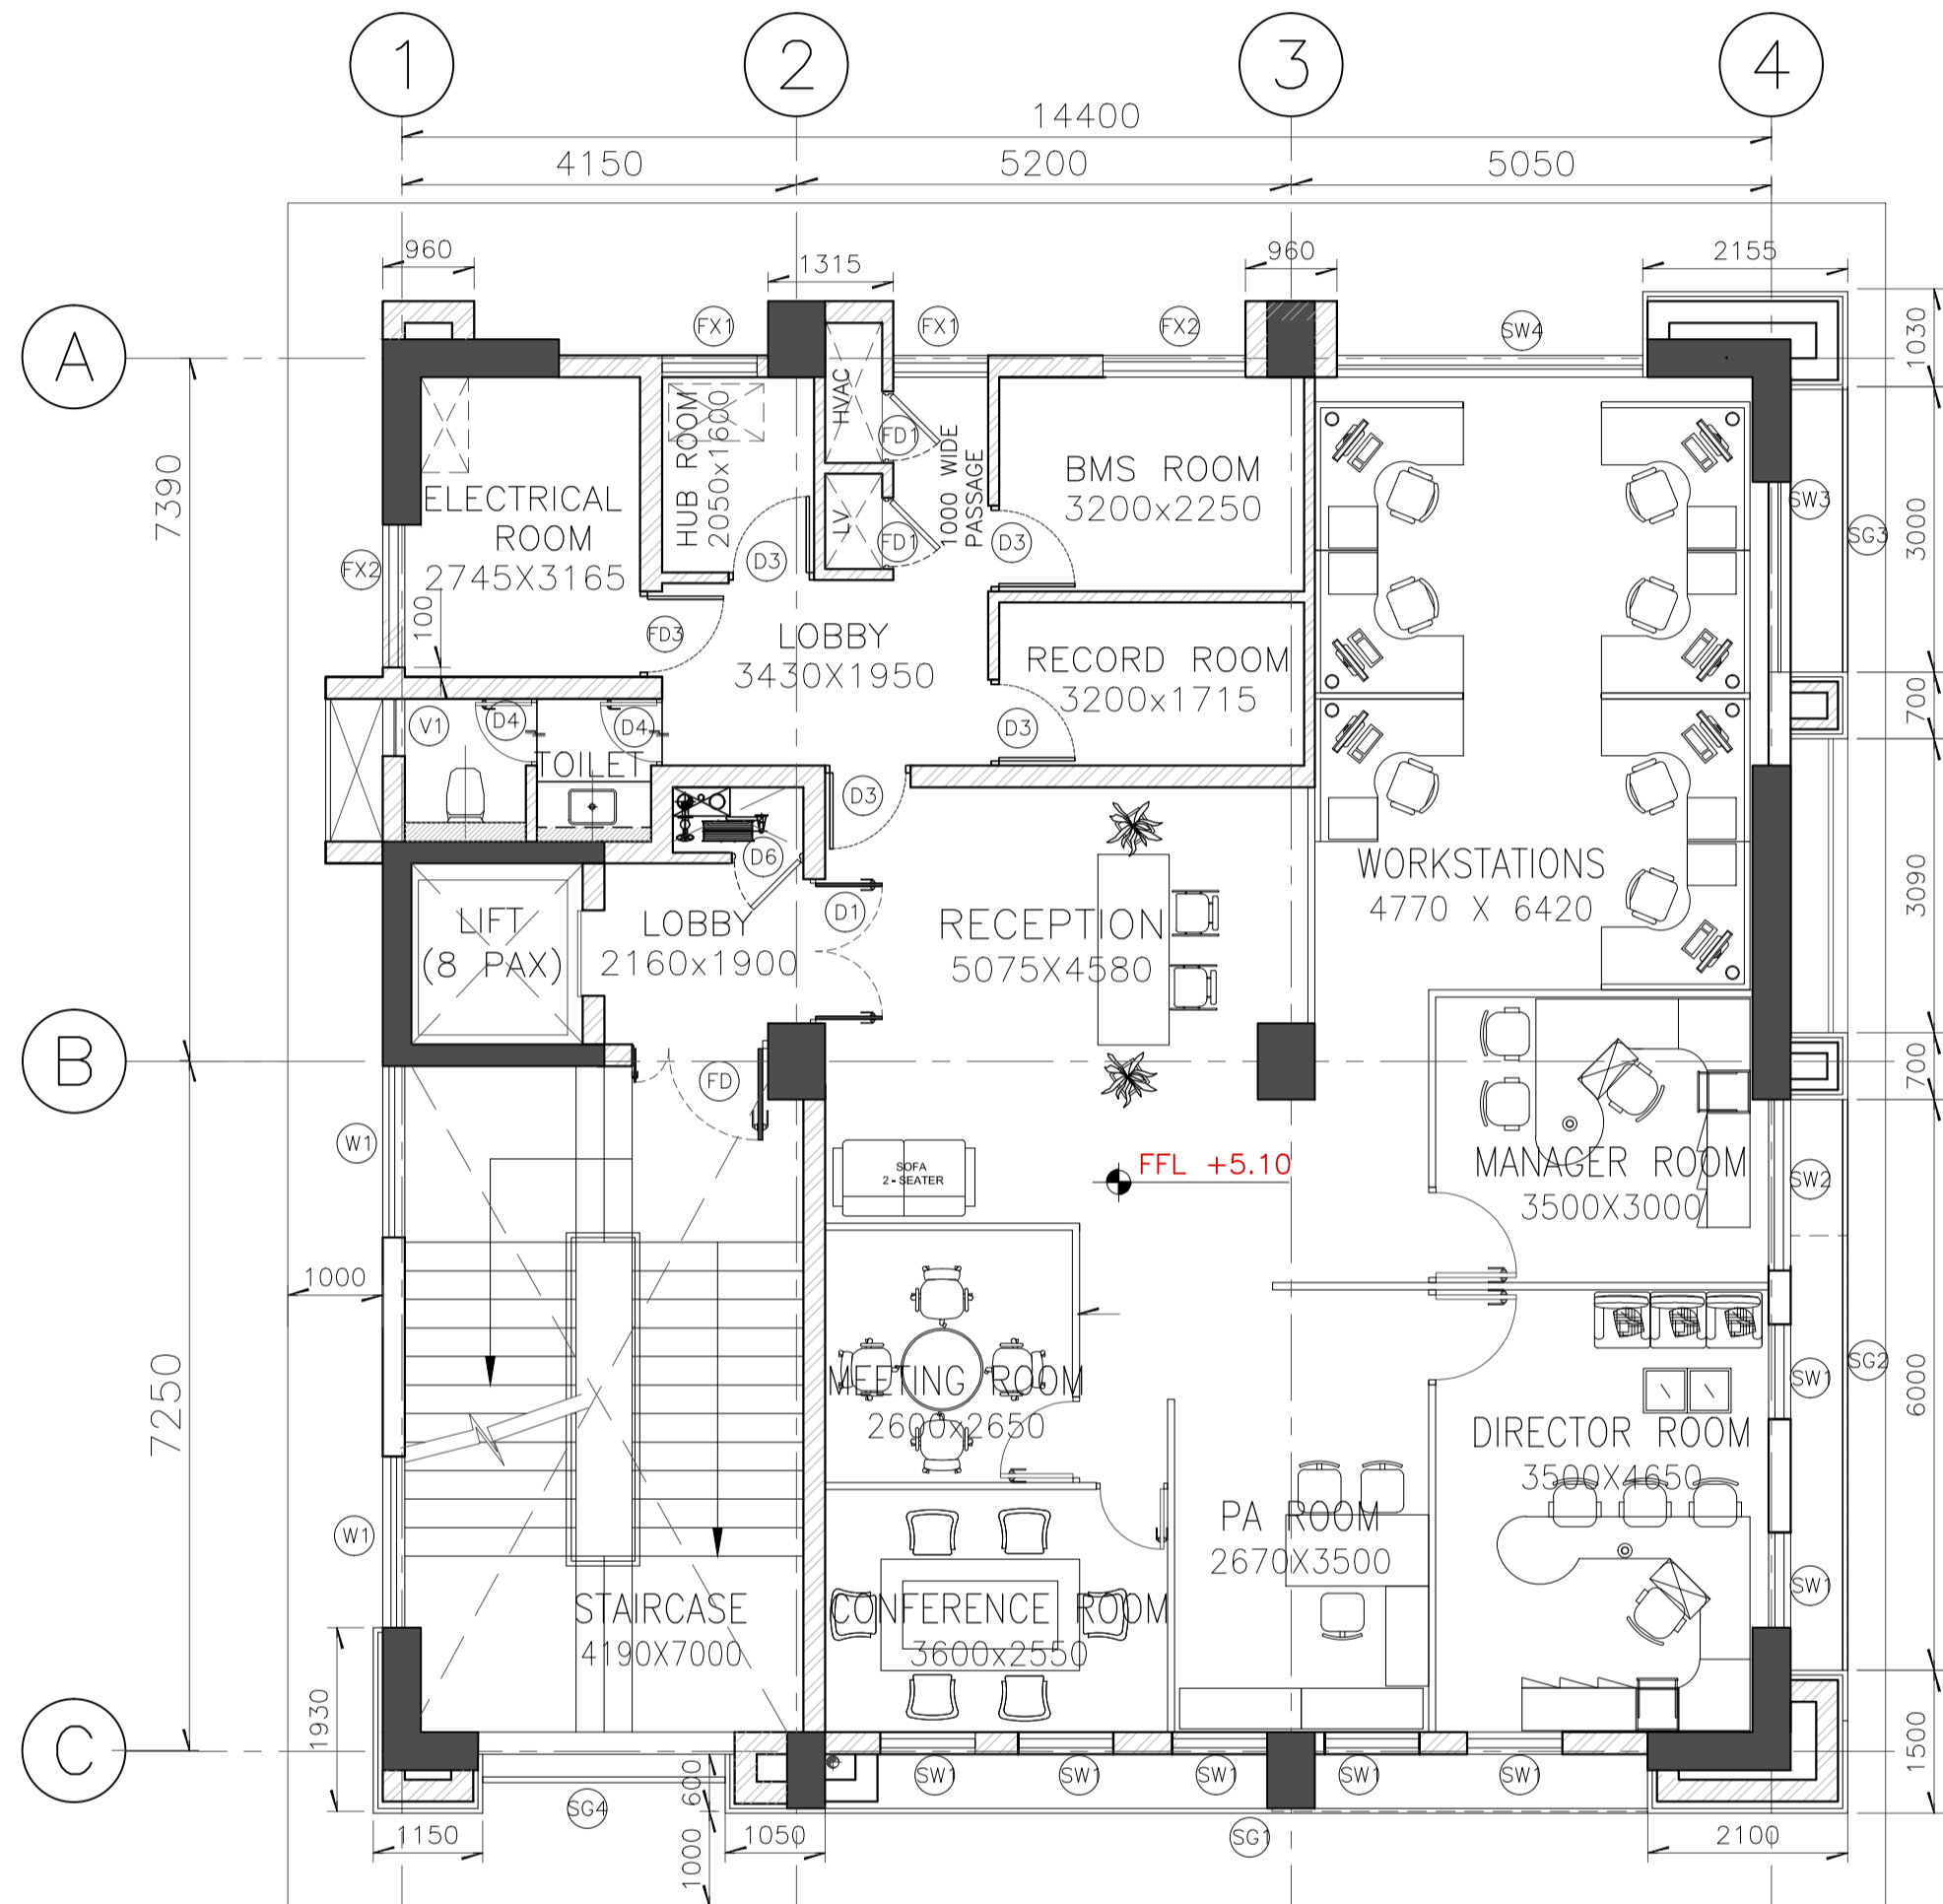 1 2 3 4
14400
4150 5200 5050
960 1315 960 2155
A
FX1 FX1 FX2 SW4
1030
HVAC
FD1
HUB ROOM
2050x1600
1000 WIDE
PASSAGE
BMS ROOM
3200x2250
ELECTRICAL
ROOM
2745X3165
LV
FD1
D3
D3
SW3
SG3
3000
7390
FX2
100
FD3
LOBBY
3430X1950
RECORD ROOM
3200x1715
D3
700
V1
D4
D4
TOILET
D3
D6
WORKSTATIONS
4770 X 6420
3090
LIFT
(8 PAX)
LOBBY
2160x1900
D1
RECEPTION
5075X4580
B
FD
700
W1
SOFA
2-SEATER
FFL +5.10
MANAGER ROOM
3500X3000
SW2
1000
7250
MEETING ROOM
2600x2650
SW1
SG2
6000
DIRECTOR ROOM
3500X4650
W1
PA ROOM
2670X3500
SW1
STAIRCASE
4190X7000
CONFERENCE ROOM
3600x2550
1930
C
SW1 SW1 SW1 SW1 SW1
1500
SG4
600
1150 1050
1000
SG1
2100